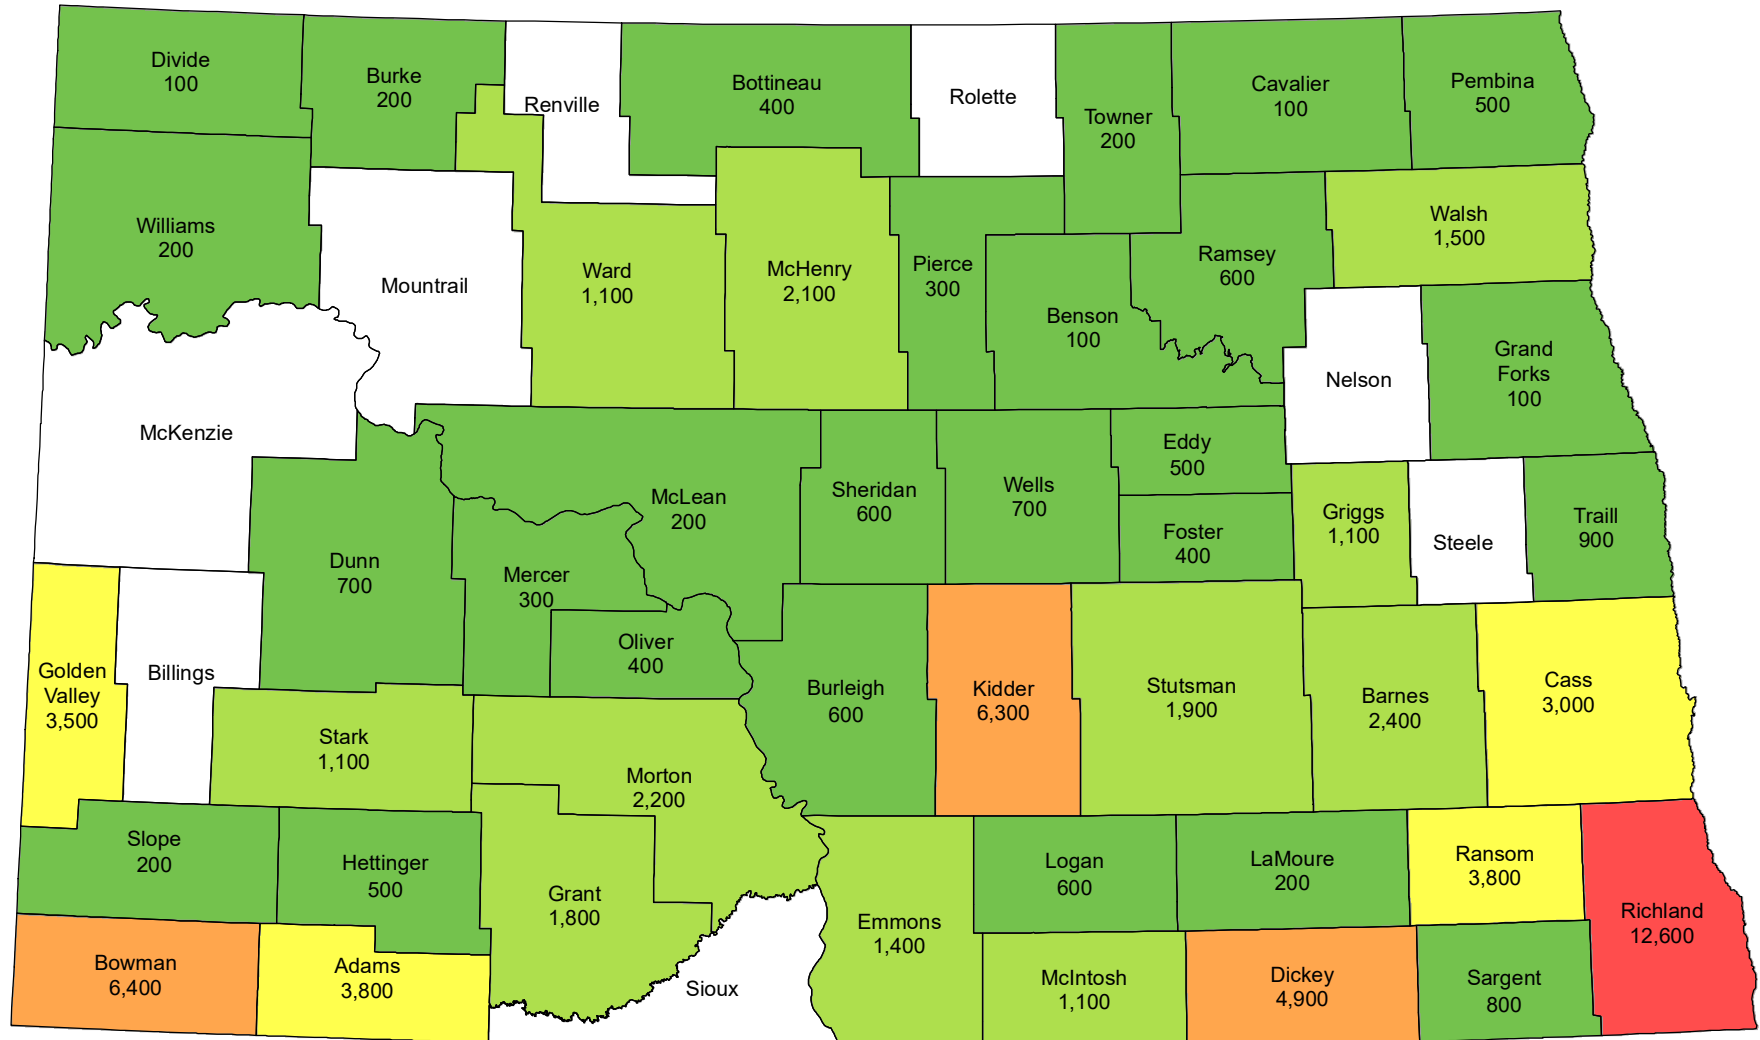 Divide
100
Burke
200
Renville
Bottineau
400
Rolette
Towner
200
Cavalier
100
Pembina
500
Williams
200
Mountrail
Ward
1,100
McHenry
2,100
Pierce
300
Benson
100
Ramsey
600
Walsh
1,500
Nelson
Grand
Forks
100
McKenzie
Dunn
700
McLean
200
Mercer
300
Oliver
400
Sheridan
600
Wells
700
Eddy
500
Foster
400
Griggs
1,100
Steele
Traill
900
Golden
Valley
3,500
Billings
Stark
1,100
Morton
2,200
Burleigh
600
Kidder
6,300
Stutsman
1,900
Barnes
2,400
Cass
3,000
Slope
200
Hettinger
500
Grant
1,800
Emmons
1,400
Logan
600
LaMoure
200
Ransom
3,800
Richland
12,600
Bowman
6,400
Adams
3,800
Sioux
McIntosh
1,100
Dickey
4,900
Sargent
800